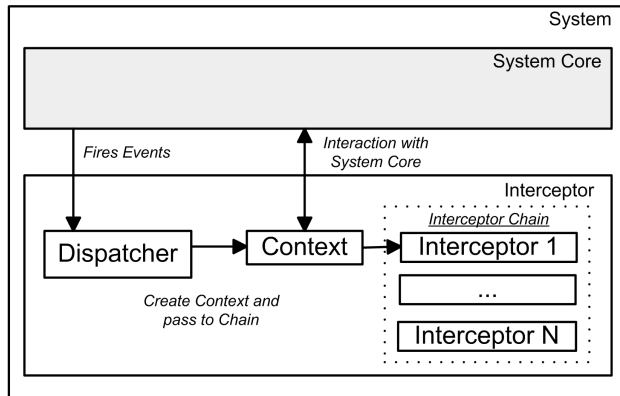 System
System Core
Fires Events
Interaction with
System Core
Interceptor
Interceptor Chain
Dispatcher
Context
Interceptor 1
...
Interceptor N
Create Context and
pass to Chain